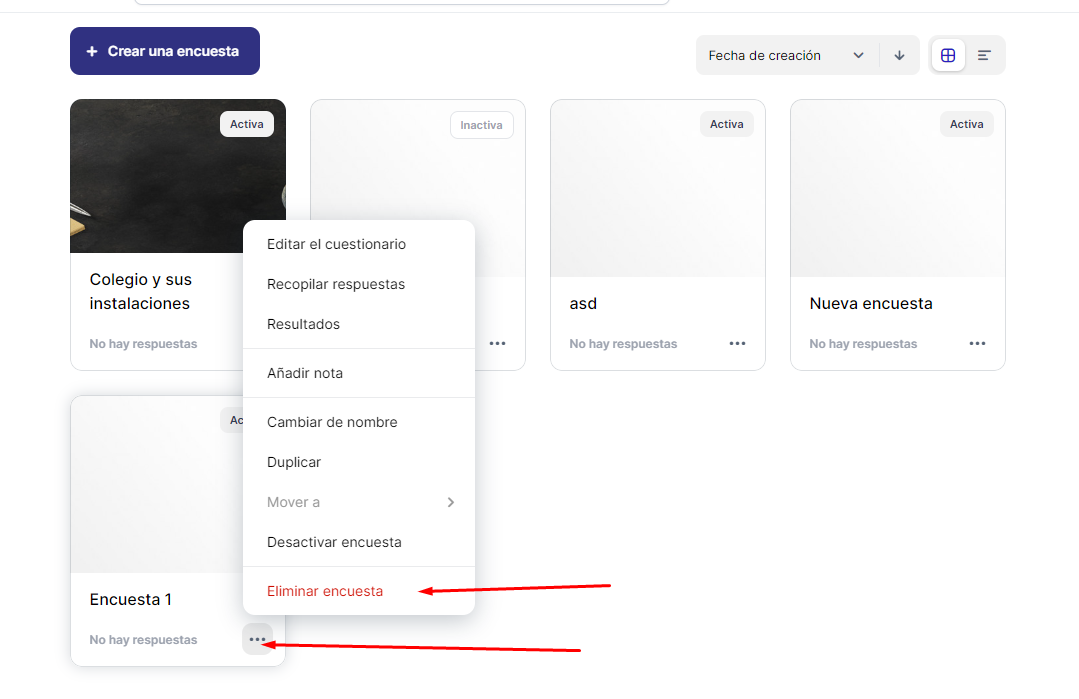 + Crear una encuesta
Fecha de creación
Activa
Inactiva
Activa
Activa
Colegio y sus
instalaciones
No hay respuestas
asd
No hay respuestas
Nueva encuesta
No hay respuestas
Editar el cuestionario
Recopilar respuestas
Resultados
Añadir nota
Cambiar de nombre
Duplicar
Mover a
Desactivar encuesta
Eliminar encuesta
Ac
Encuesta 1
No hay respuestas